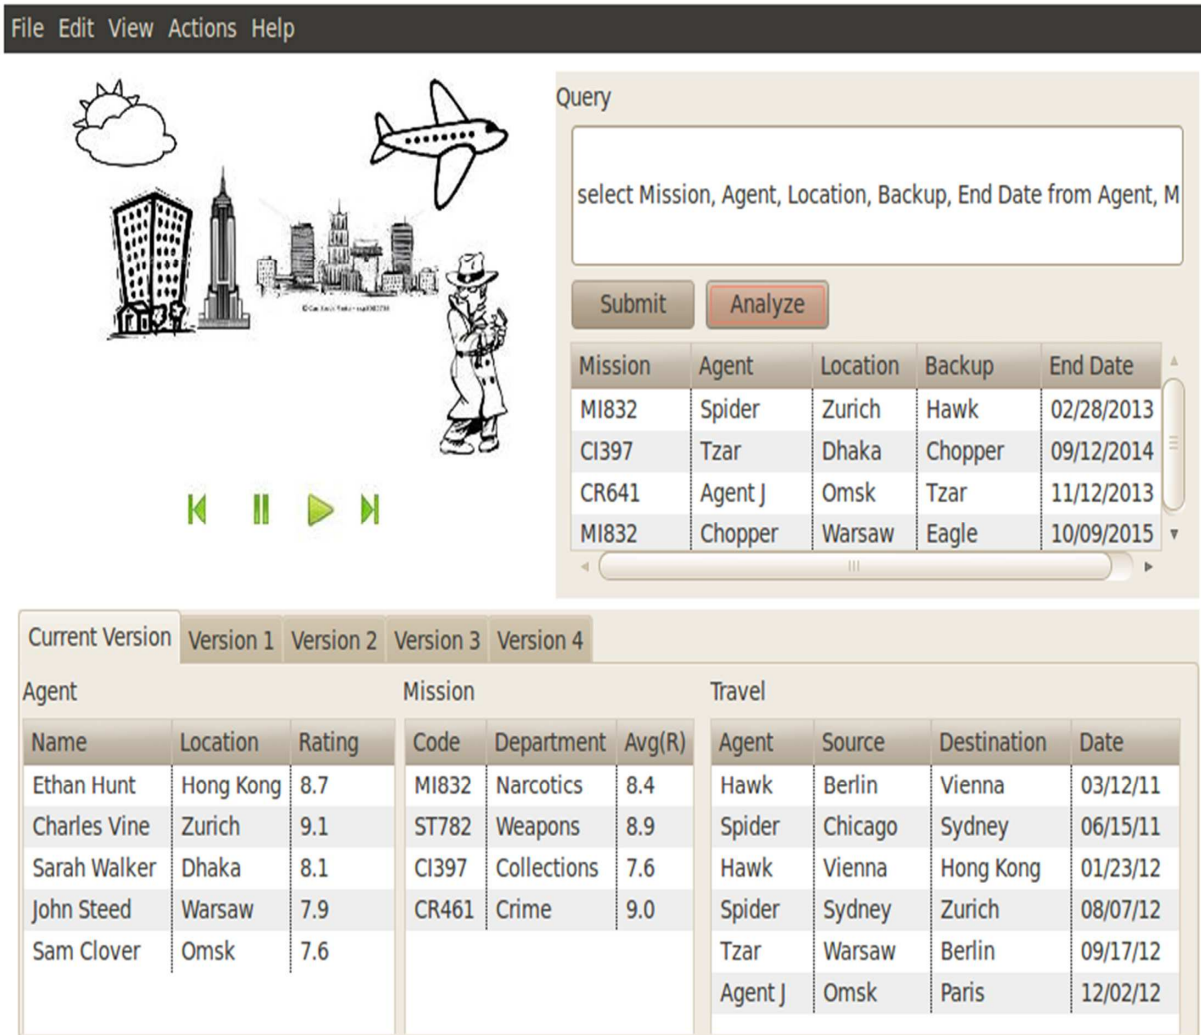 File Edit View Actions Help
Query
select Mission, Agent, Location, Backup, End Date from Agent, M
Submit Analyze
Mission Agent Location Backup End Date
MI832 Spider Zurich Hawk 02/28/2013
CI397 Tzar Dhaka Chopper 09/12/2014
CR641 Agent J Omsk Tzar 11/12/2013
MI832 Chopper Warsaw Eagle 10/09/2015
Current Version Version 1 Version 2 Version 3 Version 4
Agent
Name Location Rating
Ethan Hunt Hong Kong 8.7
Charles Vine Zurich 9.1
Sarah Walker Dhaka 8.1
John Steed Warsaw 7.9
Sam Clover Omsk 7.6
Mission
Code Department Avg(R)
MI832 Narcotics 8.4
ST782 Weapons 8.9
CI397 Collections 7.6
CR461 Crime 9.0
Travel
Agent Source Destination Date
Hawk Berlin Vienna 03/12/11
Spider Chicago Sydney 06/15/11
Hawk Vienna Hong Kong 01/23/12
Spider Sydney Zurich 08/07/12
Tzar Warsaw Berlin 09/17/12
Agent J Omsk Paris 12/02/12